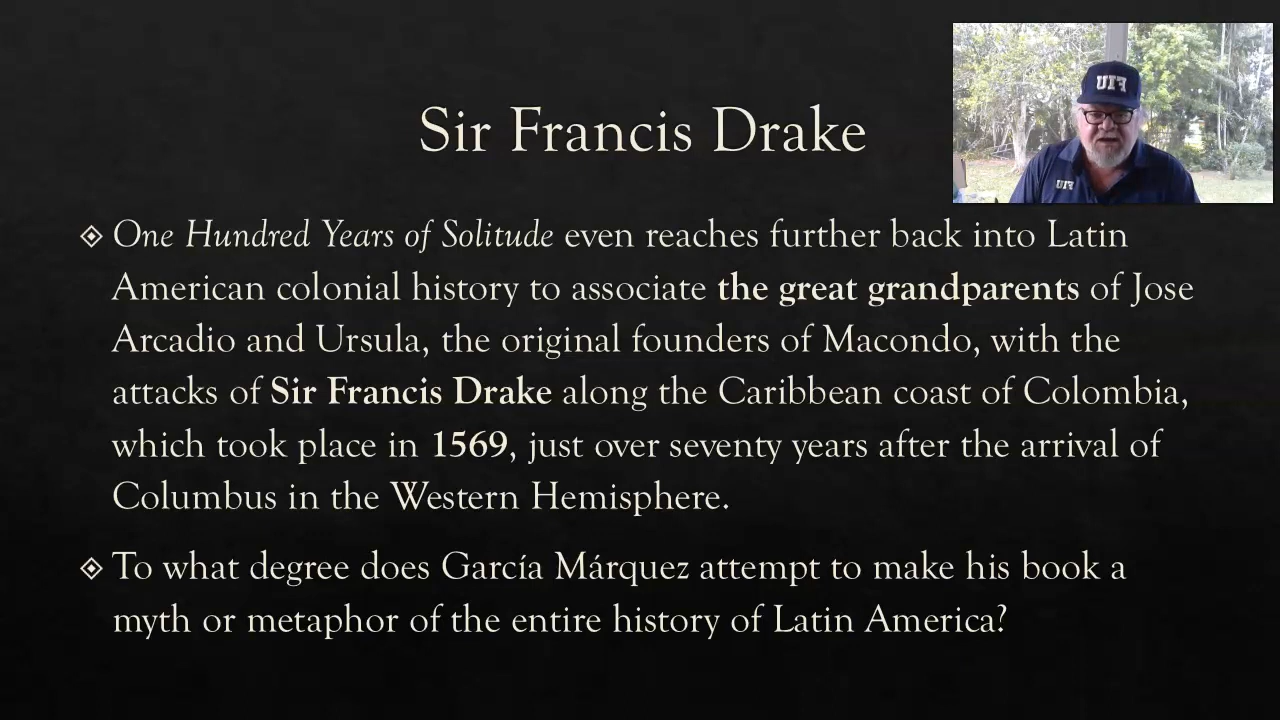 Sir Francis Drake
FIU
FIU
One Hundred Years of Solitude even reaches further back into Latin
American colonial history to associate the great grandparents of Jose
Arcadio and Ursula, the original founders of Macondo, with the
attacks of Sir Francis Drake along the Caribbean coast of Colombia,
which took place in 1569, just over seventy years after the arrival of
Columbus in the Western Hemisphere.
To what degree does García Márquez attempt to make his book a
myth or metaphor of the entire history of Latin America?